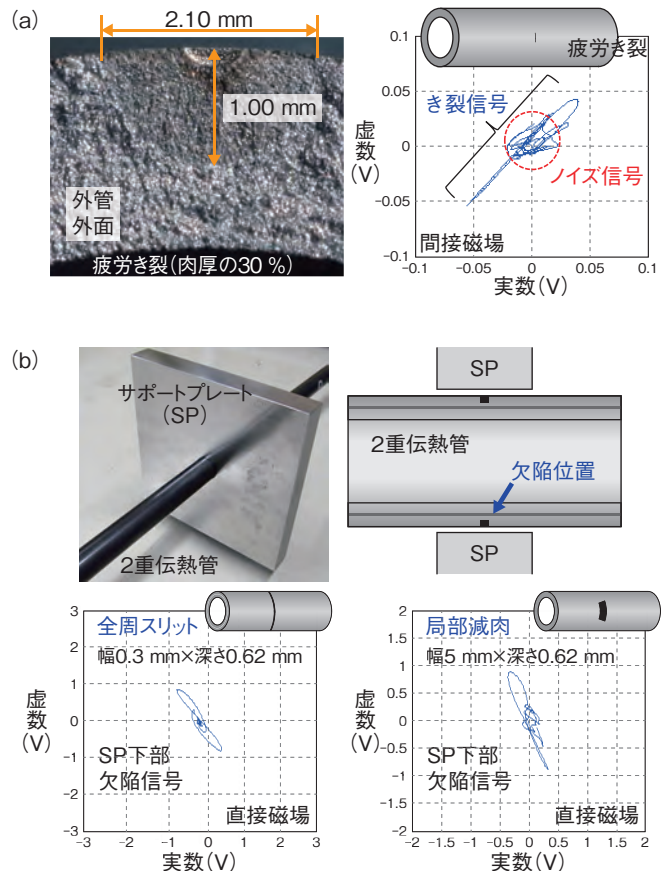 (a)
2.10 mm
1.00 mm
外管
外面
疲労き裂(肉厚の30 %)
疲労き裂
き裂信号
ノイズ信号
間接磁場
虚数
(V)
0.1
0.05
0
-0.05
-0.1
-0.1 -0.05 0 0.05 0.1
実数(V)
(b)
サポートプレート
(SP)
2重伝熱管
SP
2重伝熱管
欠陥位置
SP
全周スリット
幅0.3 mm×深さ0.62 mm
SP下部
欠陥信号
直接磁場
虚数
(V)
3
2
1
0
-1
-2
-3
-3 -2 -1 0 1 2 3
実数(V)
局部減肉
幅5 mm×深さ0.62 mm
SP下部
欠陥信号
直接磁場
虚数
(V)
2
1.5
1
0.5
0
-0.5
-1
-1.5
-2
-2 -1.5 -1 -0.5 0 0.5 1 1.5 2
実数(V)